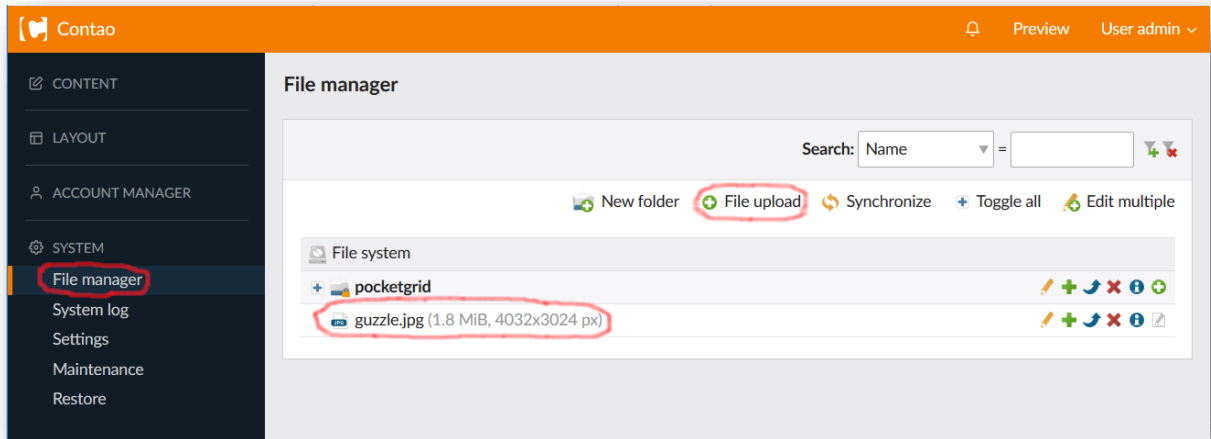 Contao
Preview
User admin
CONTENT
LAYOUT
ACCOUNT MANAGER
SYSTEM
File manager
System log
Settings
Maintenance
Restore
File manager
Search: Name =
New folder File upload Synchronize Toggle all Edit multiple
File system
pocketgrid
JPG guzzle.jpg (1.8 MiB, 4032x3024 px)